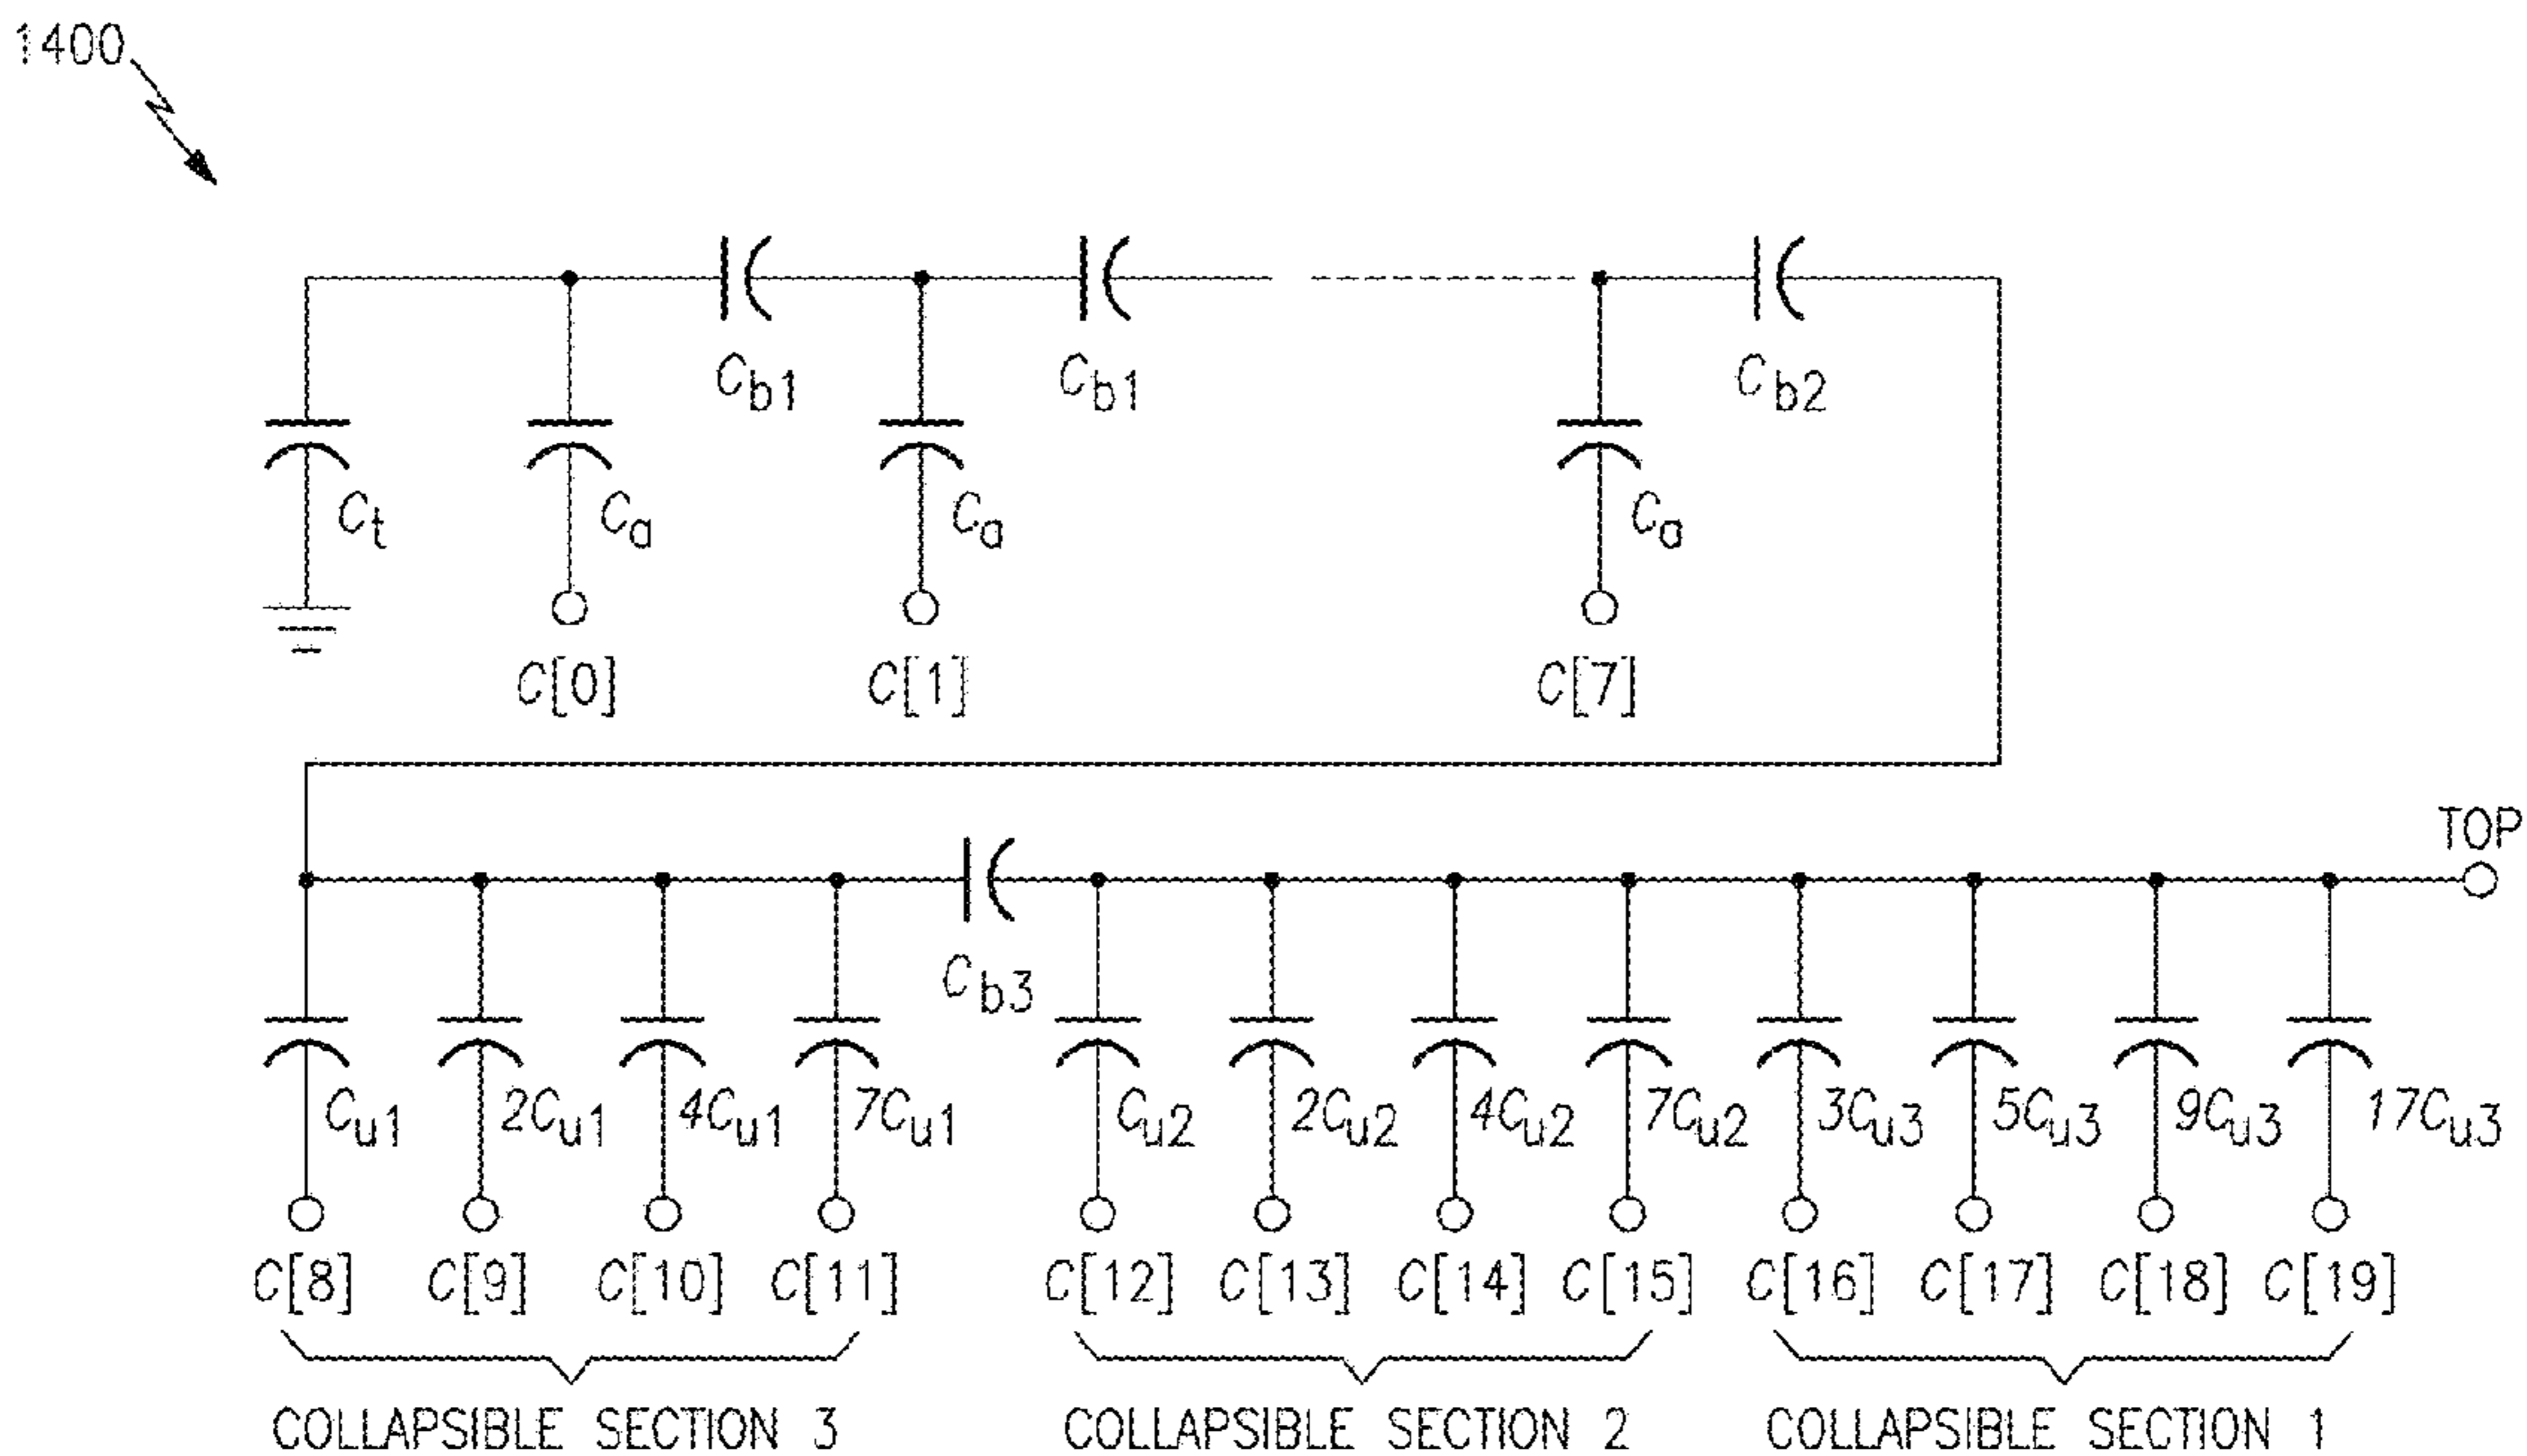 1400
Cb1
Cb1
Cb2
Ct
Ca
Ca
Ca
C[0]
C[1]
C[7]
TOP
Cb3
Cu1
2Cu1
4Cu1
7Cu1
Cu2
2Cu2
4Cu2
7Cu2
3Cu3
5Cu3
9Cu3
17Cu3
C[8]
C[9]
C[10]
C[11]
C[12]
C[13]
C[14]
C[15]
C[16]
C[17]
C[18]
C[19]
COLLAPSIBLE SECTION 3
COLLAPSIBLE SECTION 2
COLLAPSIBLE SECTION 1